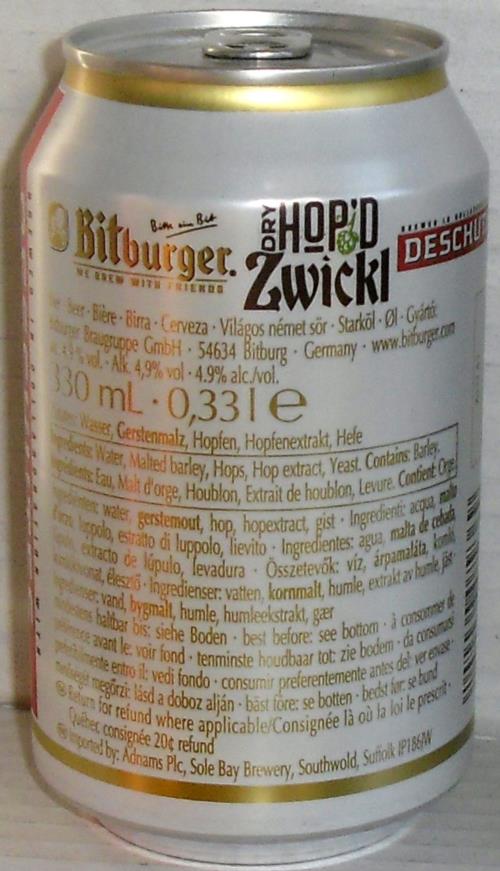 Bitte ein Bit
Bitburger.
WE BREW WITH FRIENDS
DRY HOP'D
Zwickl
BREWED IN
DESCHU
Beer · Bière · Birra · Cerveza · Világos német sör · Starköl · Øl · Gyártó:
Braugruppe GmbH · 54634 Bitburg · Germany · www.bitburger.com
4,9 % vol. · Alk. 4,9% vol · 4.9% alc./vol.
330 mL · 0,33 l e
Wasser, Gerstenmalz, Hopfen, Hopfenextrakt, Hefe
Ingredients: Water, Malted barley, Hops, Hop extract, Yeast. Contains: Barley.
Eau, Malt d'orge, Houblon, Extrait de houblon, Levure. Contient: Orge.
water, gerstemout, hop, hopextract, gist · Ingredienti: acqua, malto
d'orzo, luppolo, estratto di luppolo, lievito · Ingredientes: agua, malta de cebada,
extracto de lúpulo, levadura · Összetevők: víz, árpamaláta, komló,
élesztő · Ingredienser: vatten, kornmalt, humle, extrakt av humle, jäst ·
Ingredienser: vand, bygmalt, humle, humleekstrakt, gær
mindestens haltbar bis: siehe Boden · best before: see bottom · à consommer de
préférence avant le: voir fond · tenminste houdbaar tot: zie bodem · da consumarsi
preferibilmente entro il: vedi fondo · consumir preferentemente antes del: ver envase ·
minőségét megőrzi: lásd a doboz alján · bäst före: se botten · bedst før: se bund
Return for refund where applicable/Consignée là où la loi le prescrit ·
Québec consignée 20¢ refund
Imported by: Adnams Plc, Sole Bay Brewery, Southwold, Suffolk IP186JW